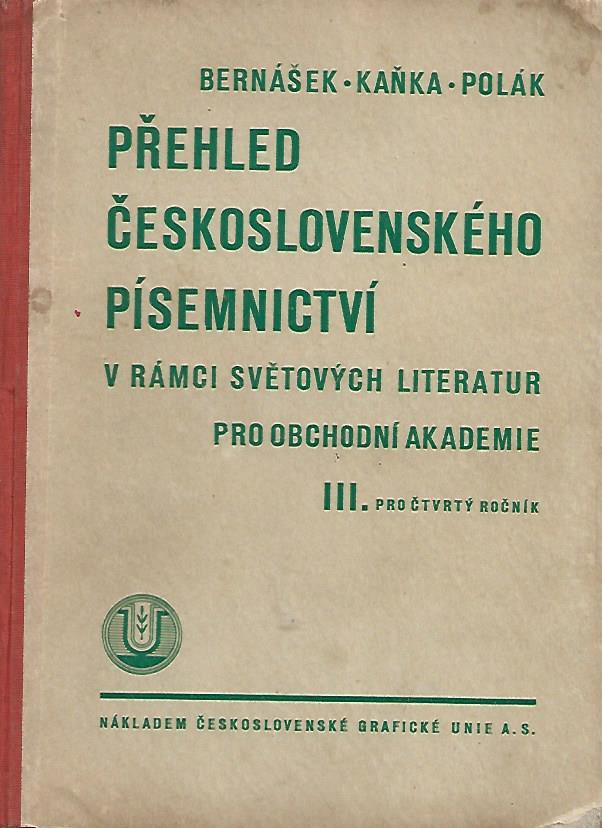 BERNÁŠEK • KAŇKA • POLÁK
PŘEHLED
ČESKOSLOVENSKÉHO
PÍSEMNICTVÍ
V RÁMCI SVĚTOVÝCH LITERATUR
PRO OBCHODNÍ AKADEMIE
III. PRO ČTVRTÝ ROČNÍK
NÁKLADEM ČESKOSLOVENSKÉ GRAFICKÉ UNIE A. S.